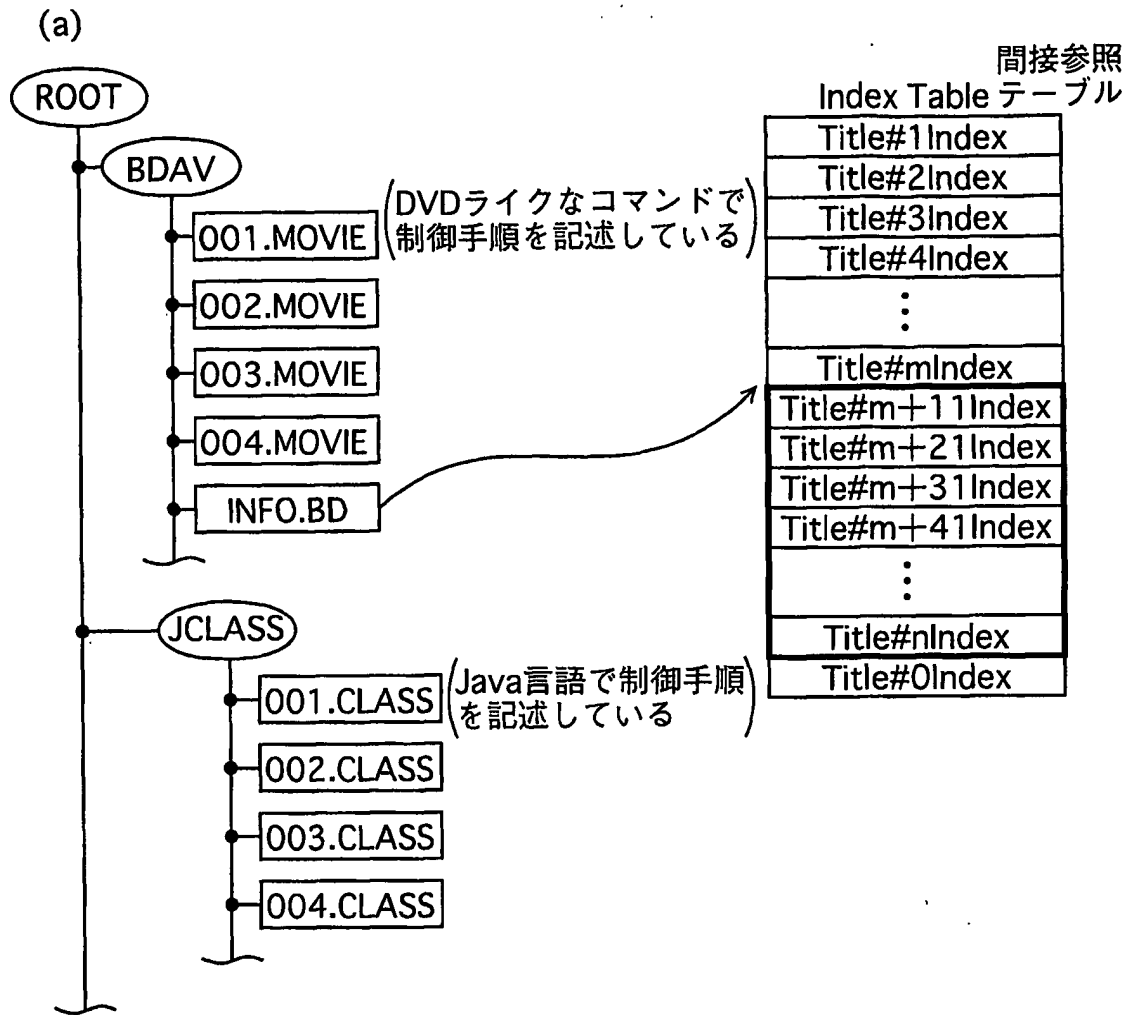 (a)
ROOT
BDAV
001.MOVIE
(DVDライクなコマンドで
制御手順を記述している)
002.MOVIE
003.MOVIE
004.MOVIE
INFO.BD
JCLASS
001.CLASS
(Java言語で制御手順
を記述している)
002.CLASS
003.CLASS
004.CLASS
間接参照
Index Table テーブル
Title#1Index
Title#2Index
Title#3Index
Title#4Index
⋮
Title#mIndex
Title#m+11Index
Title#m+21Index
Title#m+31Index
Title#m+41Index
⋮
Title#nIndex
Title#0Index